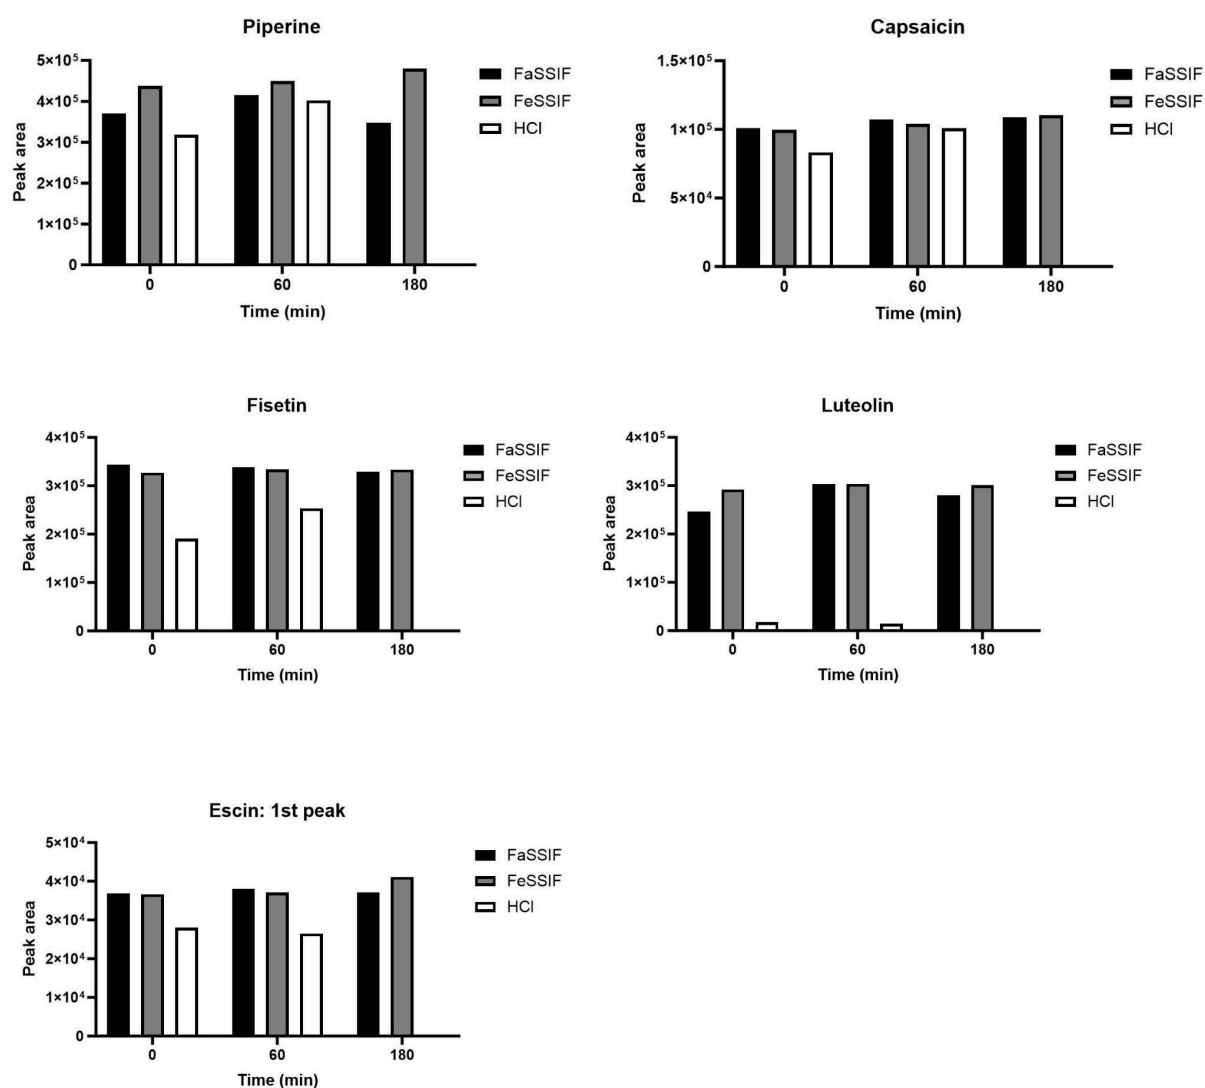 Piperine
5×10⁵
4×10⁵
3×10⁵
2×10⁵
1×10⁵
0
Peak area
0 60 180
Time (min)
FaSSIF
FeSSIF
HCl
Capsaicin
1.5×10⁵
1×10⁵
5×10⁴
0
Peak area
0 60 180
Time (min)
FaSSIF
FeSSIF
HCl
Fisetin
4×10⁵
3×10⁵
2×10⁵
1×10⁵
0
Peak area
0 60 180
Time (min)
FaSSIF
FeSSIF
HCl
Luteolin
4×10⁵
3×10⁵
2×10⁵
1×10⁵
0
Peak area
0 60 180
Time (min)
FaSSIF
FeSSIF
HCl
Escin: 1st peak
5×10⁴
4×10⁴
3×10⁴
2×10⁴
1×10⁴
0
Peak area
0 60 180
Time (min)
FaSSIF
FeSSIF
HCl